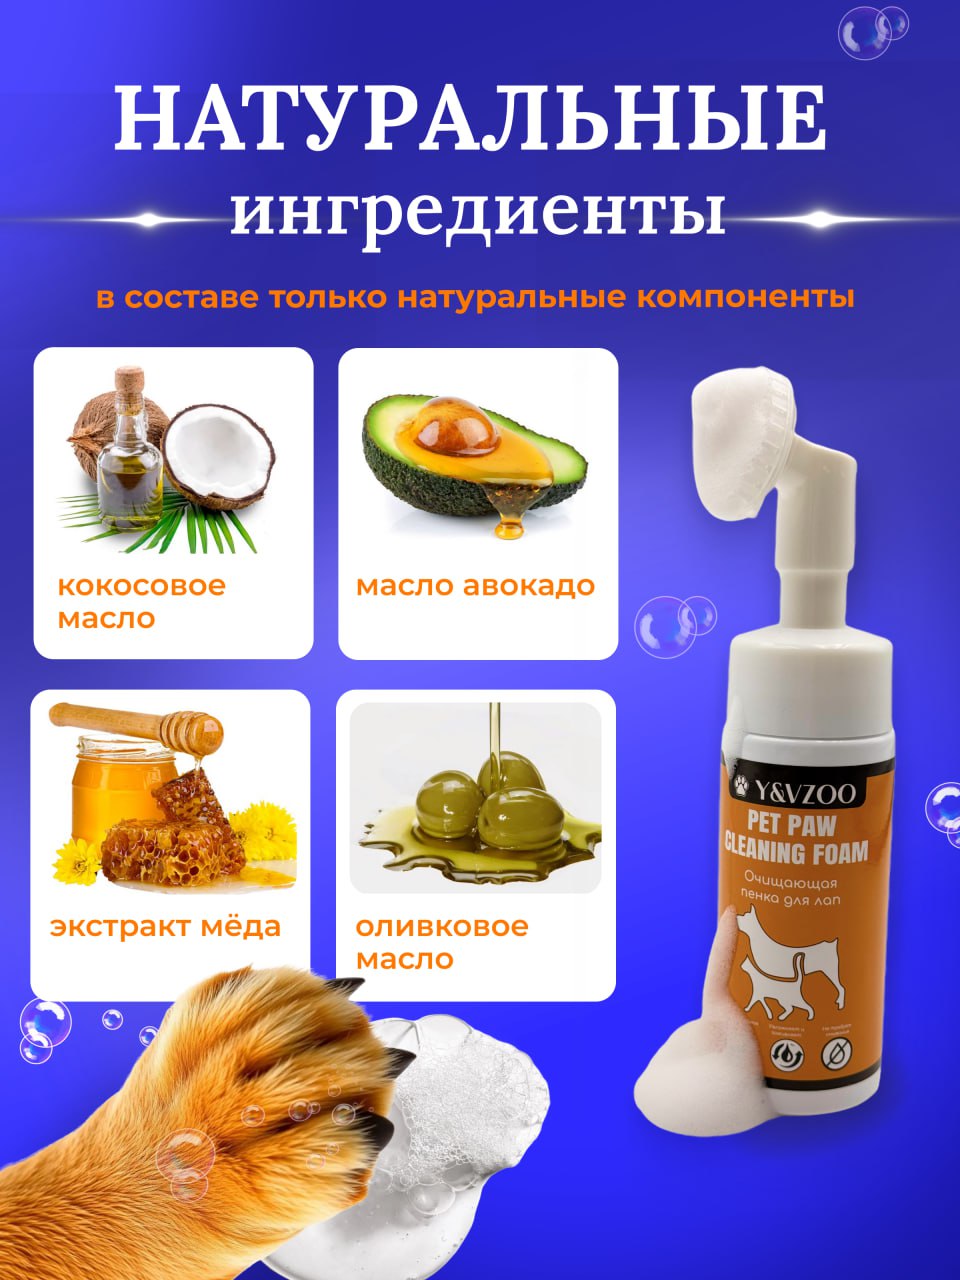 НАТУРАЛЬНЫЕ
ингредиенты
в составе только натуральные компоненты
кокосовое
масло
масло авокадо
экстракт мёда
оливковое
масло
Y&VZOO
PET PAW
CLEANING FOAM
Очищающая
пенка для лап